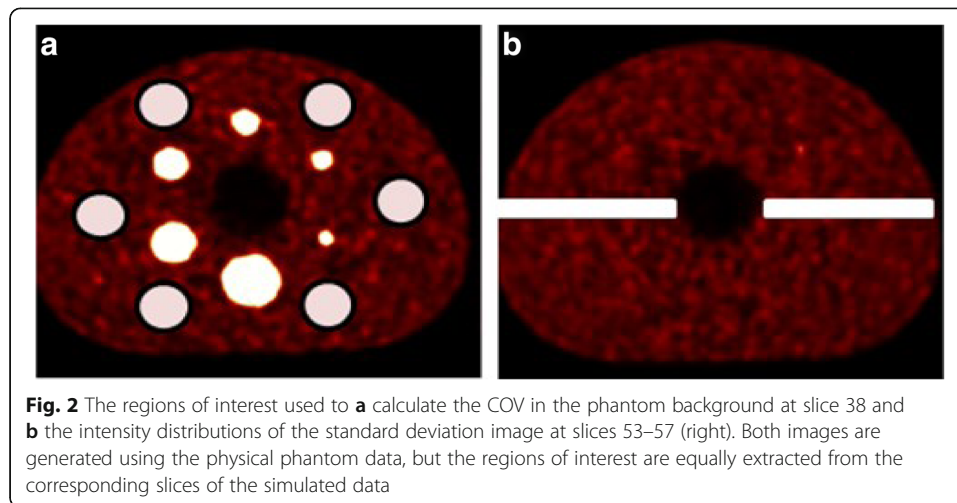 a
b
Fig. 2 The regions of interest used to a calculate the COV in the phantom background at slice 38 and
b the intensity distributions of the standard deviation image at slices 53–57 (right). Both images are
generated using the physical phantom data, but the regions of interest are equally extracted from the
corresponding slices of the simulated data